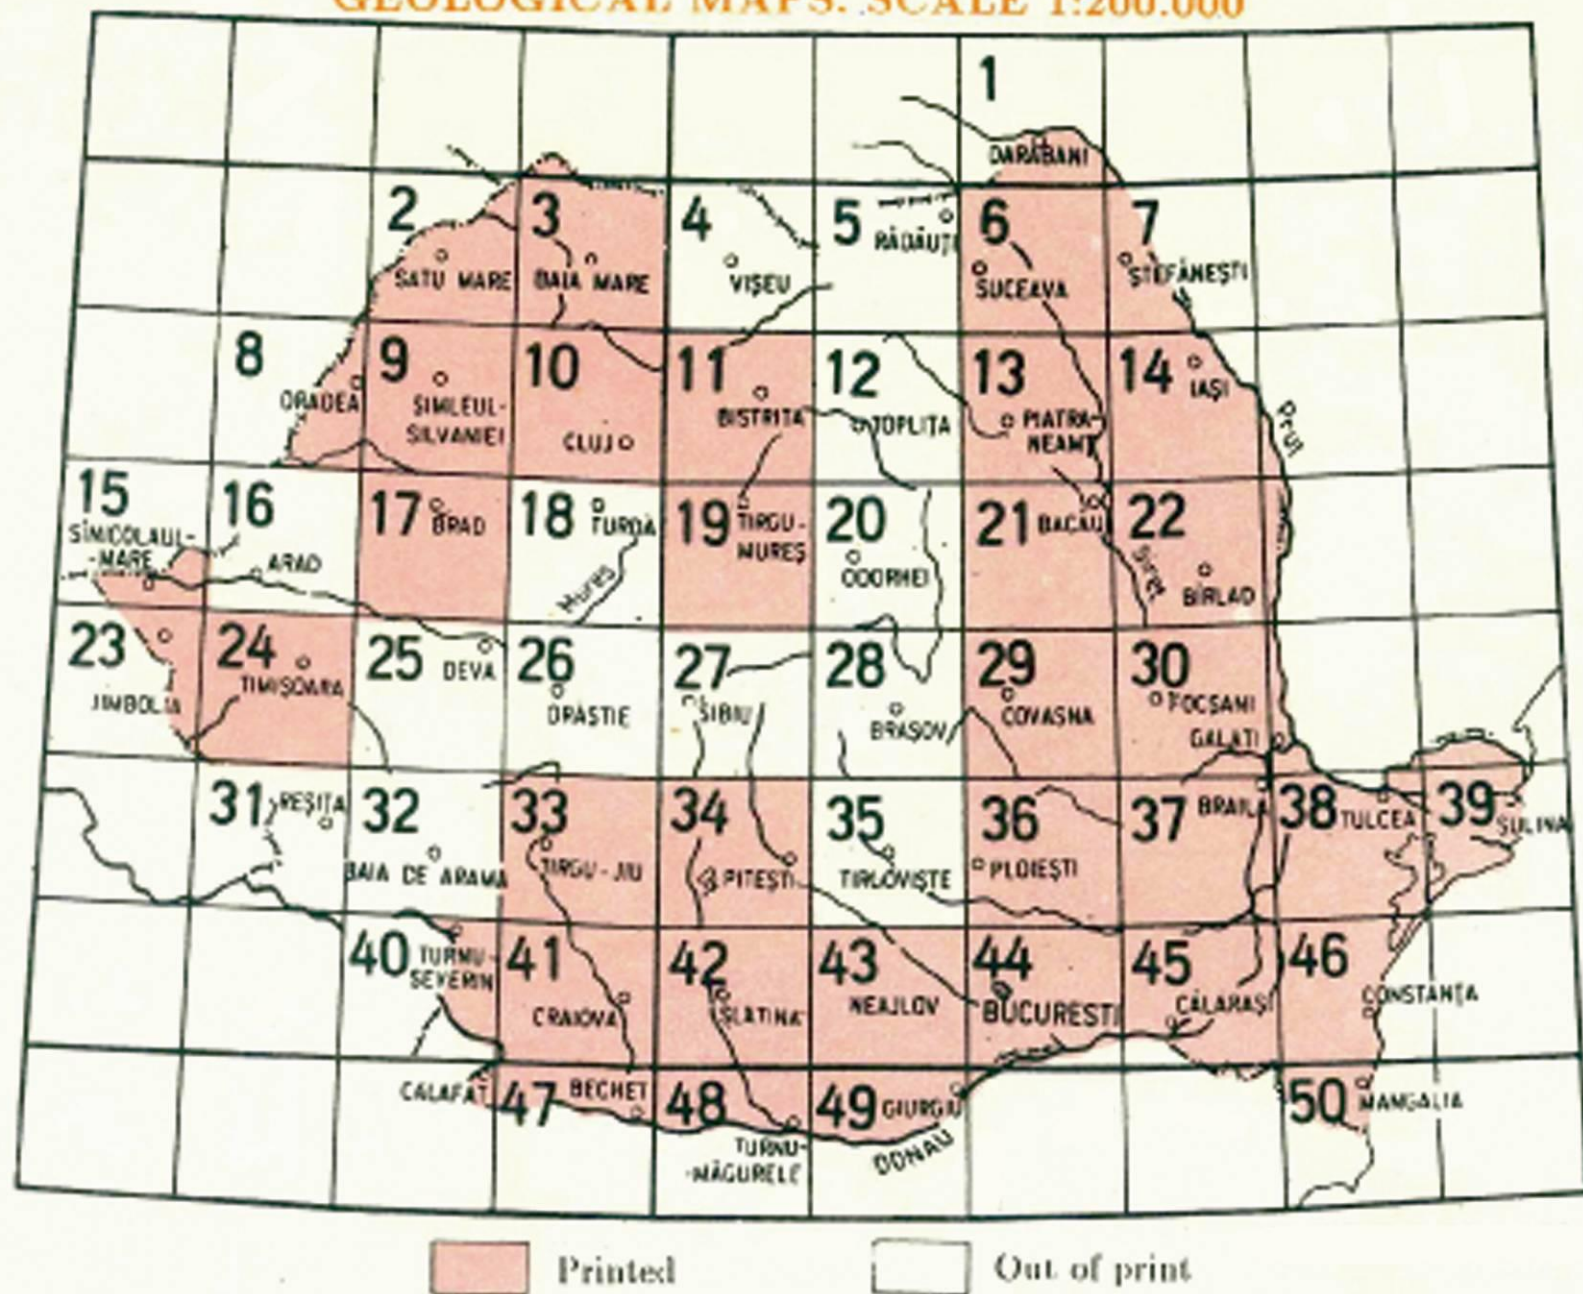 GEOLOGICAL MAPS. SCALE 1:200.000
1
DARABANI
2
SATU MARE
3
BAIA MARE
4
VIŞEU
5
RĂDĂUŢI
6
SUCEAVA
7
ŞTEFĂNEŞTI
8
ORADEA
9
ŞIMLEUL-
SILVANIEI
10
CLUJ
11
BISTRIŢA
12
TOPLIŢA
13
PIATRA-
NEAMŢ
14
IAŞI
Prut
15
SÎNICOLAUL-
-MARE
16
ARAD
17
BRAD
18
TURDA
Mureş
19
TIRGU-
MUREŞ
20
ODORHEI
21
BACĂU
Siret
22
BÎRLAD
23
JIMBOLIA
24
TIMIŞOARA
25
DEVA
26
ORĂSTIE
27
SIBIU
28
BRAŞOV
29
COVASNA
30
FOCŞANI
GALAŢI
31
REŞIŢA
32
BAIA DE ARAMA
33
TIRGU-JIU
34
PITEŞTI
35
TIRGOVIŞTE
36
PLOIEŞTI
37
BRAILA
38
TULCEA
39
SULINA
40
TURNU-
SEVERIN
41
CRAIOVA
42
SLATINA
43
NEAJLOV
44
BUCUREŞTI
45
CĂLARAŞI
46
CONSTANŢA
CALAFAT
47
BECHET
48
TURNU-
-MĂGURELE
49
GIURGIU
DONAU
50
MANGALIA
Printed
Out of print